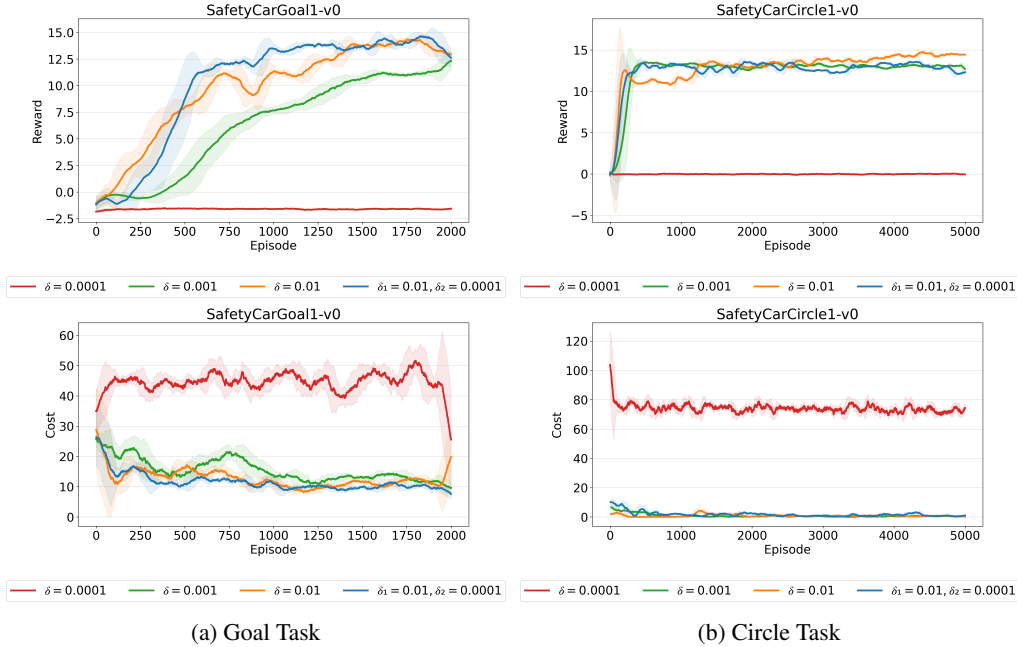 SafetyCarGoal1-v0
15.0
12.5
10.0
7.5
5.0
2.5
0.0
−2.5
Reward
0 250 500 750 1000 1250 1500 1750 2000
Episode
SafetyCarCircle1-v0
15
10
5
0
−5
Reward
0 1000 2000 3000 4000 5000
Episode
δ = 0.0001 δ = 0.001 δ = 0.01 δ₁ = 0.01, δ₂ = 0.0001
δ = 0.0001 δ = 0.001 δ = 0.01 δ₁ = 0.01, δ₂ = 0.0001
SafetyCarGoal1-v0
60
50
40
30
20
10
0
Cost
0 250 500 750 1000 1250 1500 1750 2000
Episode
SafetyCarCircle1-v0
120
100
80
60
40
20
0
Cost
0 1000 2000 3000 4000 5000
Episode
δ = 0.0001 δ = 0.001 δ = 0.01 δ₁ = 0.01, δ₂ = 0.0001
δ = 0.0001 δ = 0.001 δ = 0.01 δ₁ = 0.01, δ₂ = 0.0001
(a) Goal Task
(b) Circle Task